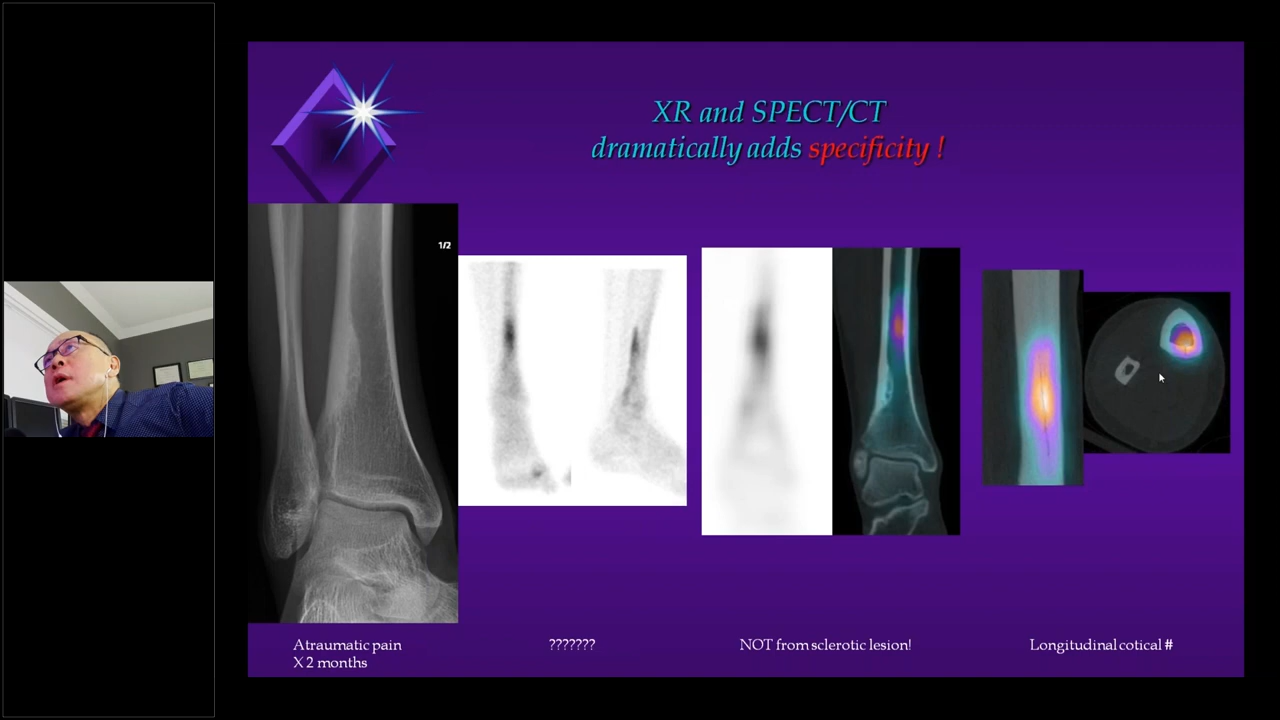 XR and SPECT/CT
dramatically adds specificity !
1/2
Atraumatic pain
X 2 months
???????
NOT from sclerotic lesion!
Longitudinal cotical #